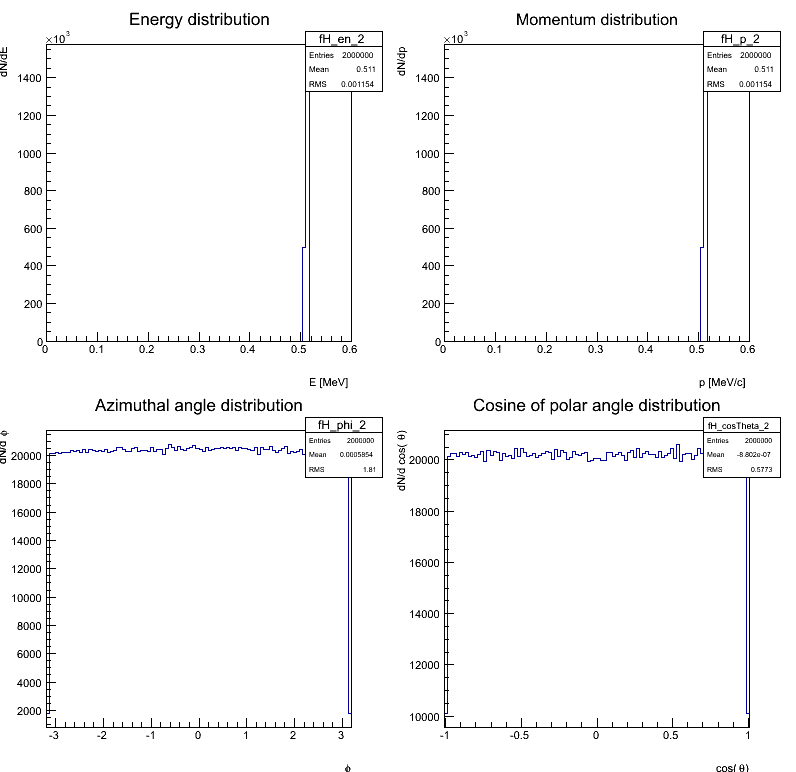 Energy distribution
×10³
dN/dE
fH_en_2
Entries 2000000
Mean 0.511
RMS 0.001154
1400
1200
1000
800
600
400
200
0
0 0.1 0.2 0.3 0.4 0.5 0.6
E [MeV]
Momentum distribution
×10³
dN/dp
fH_p_2
Entries 2000000
Mean 0.511
RMS 0.001154
1400
1200
1000
800
600
400
200
0
0 0.1 0.2 0.3 0.4 0.5 0.6
p [MeV/c]
Azimuthal angle distribution
dN/d ϕ
fH_phi_2
Entries 2000000
Mean 0.0005854
RMS 1.81
20000
18000
16000
14000
12000
10000
8000
6000
4000
2000
-3 -2 -1 0 1 2 3
ϕ
Cosine of polar angle distribution
dN/d cos( θ)
fH_cosTheta_2
Entries 2000000
Mean -8.802e-07
RMS 0.5773
20000
18000
16000
14000
12000
10000
-1 -0.5 0 0.5 1
cos( θ)